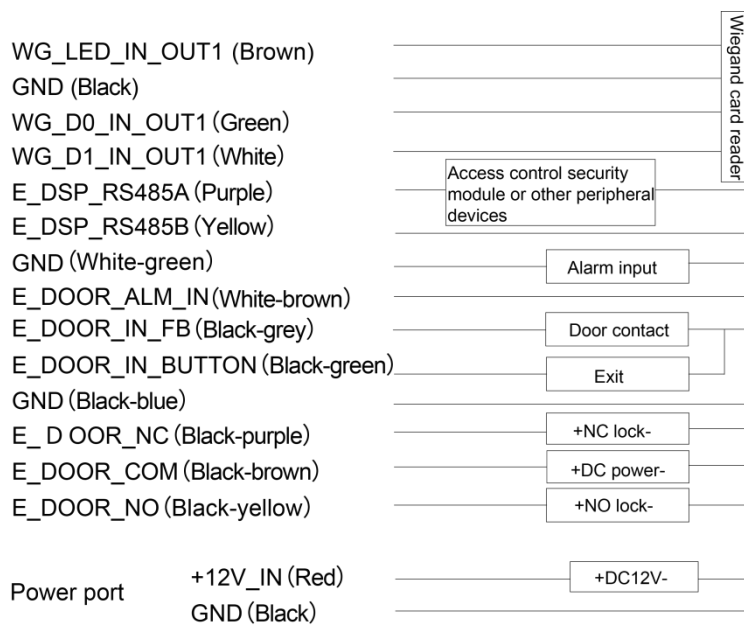 WG_LED_IN_OUT1 (Brown)
GND (Black)
WG_D0_IN_OUT1 (Green)
WG_D1_IN_OUT1 (White)
E_DSP_RS485A (Purple)
E_DSP_RS485B (Yellow)
GND (White-green)
E_DOOR_ALM_IN (White-brown)
E_DOOR_IN_FB (Black-grey)
E_DOOR_IN_BUTTON (Black-green)
GND (Black-blue)
E_ D OOR_NC (Black-purple)
E_DOOR_COM (Black-brown)
E_DOOR_NO (Black-yellow)
Wiegand card reader
Access control security
module or other peripheral
devices
Alarm input
Door contact
Exit
+NC lock-
+DC power-
+NO lock-
Power port
+12V_IN (Red)
GND (Black)
+DC12V-